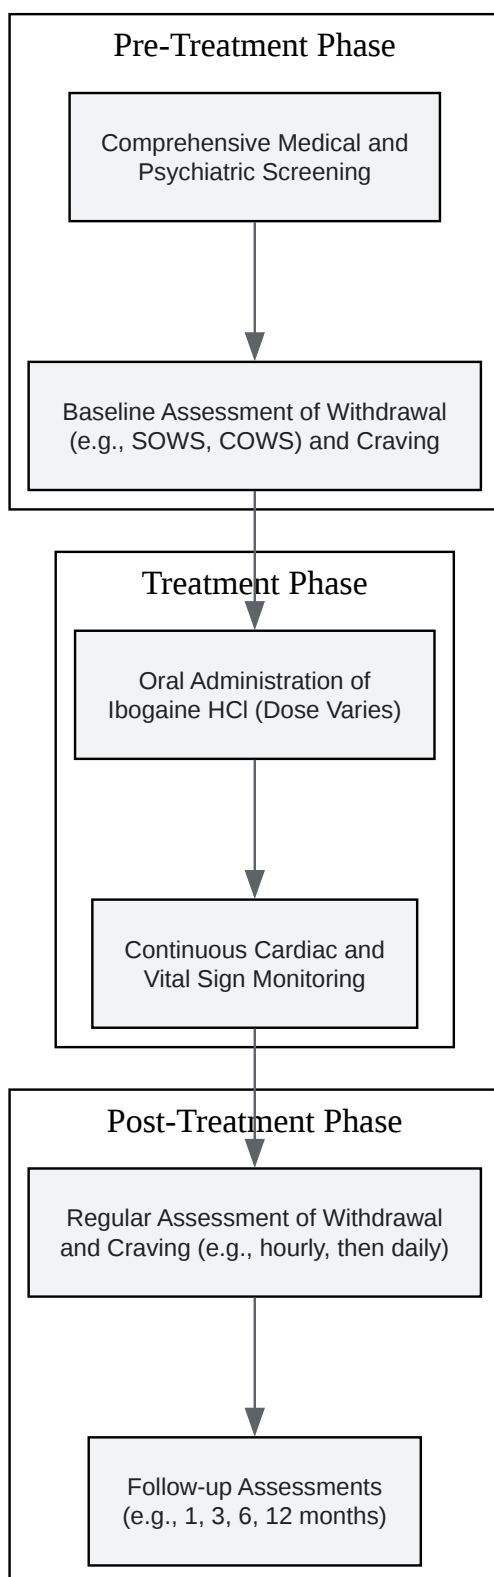 Pre-Treatment Phase
Comprehensive Medical and
Psychiatric Screening
Baseline Assessment of Withdrawal
(e.g., SOWS, COWS) and Craving
Treatment Phase
Oral Administration of
Ibogaine HCl (Dose Varies)
Continuous Cardiac and
Vital Sign Monitoring
Post-Treatment Phase
Regular Assessment of Withdrawal
and Craving (e.g., hourly, then daily)
Follow-up Assessments
(e.g., 1, 3, 6, 12 months)